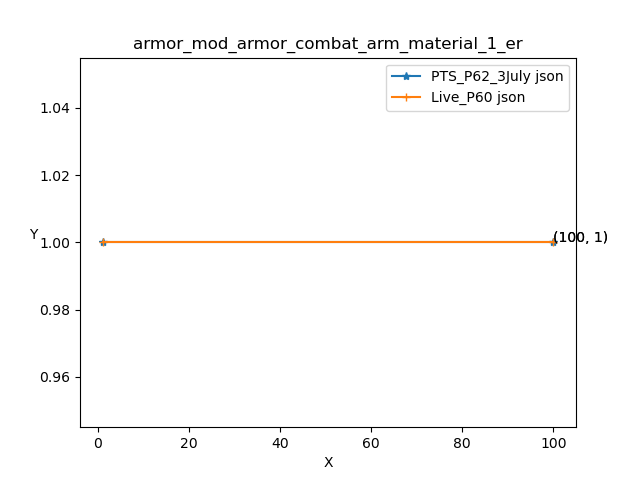 armor_mod_armor_combat_arm_material_1_er
PTS_P62_3July json
Live_P60 json
1.04
1.02
1.00
0.98
0.96
Y
(100, 1)
0 20 40 60 80 100
X